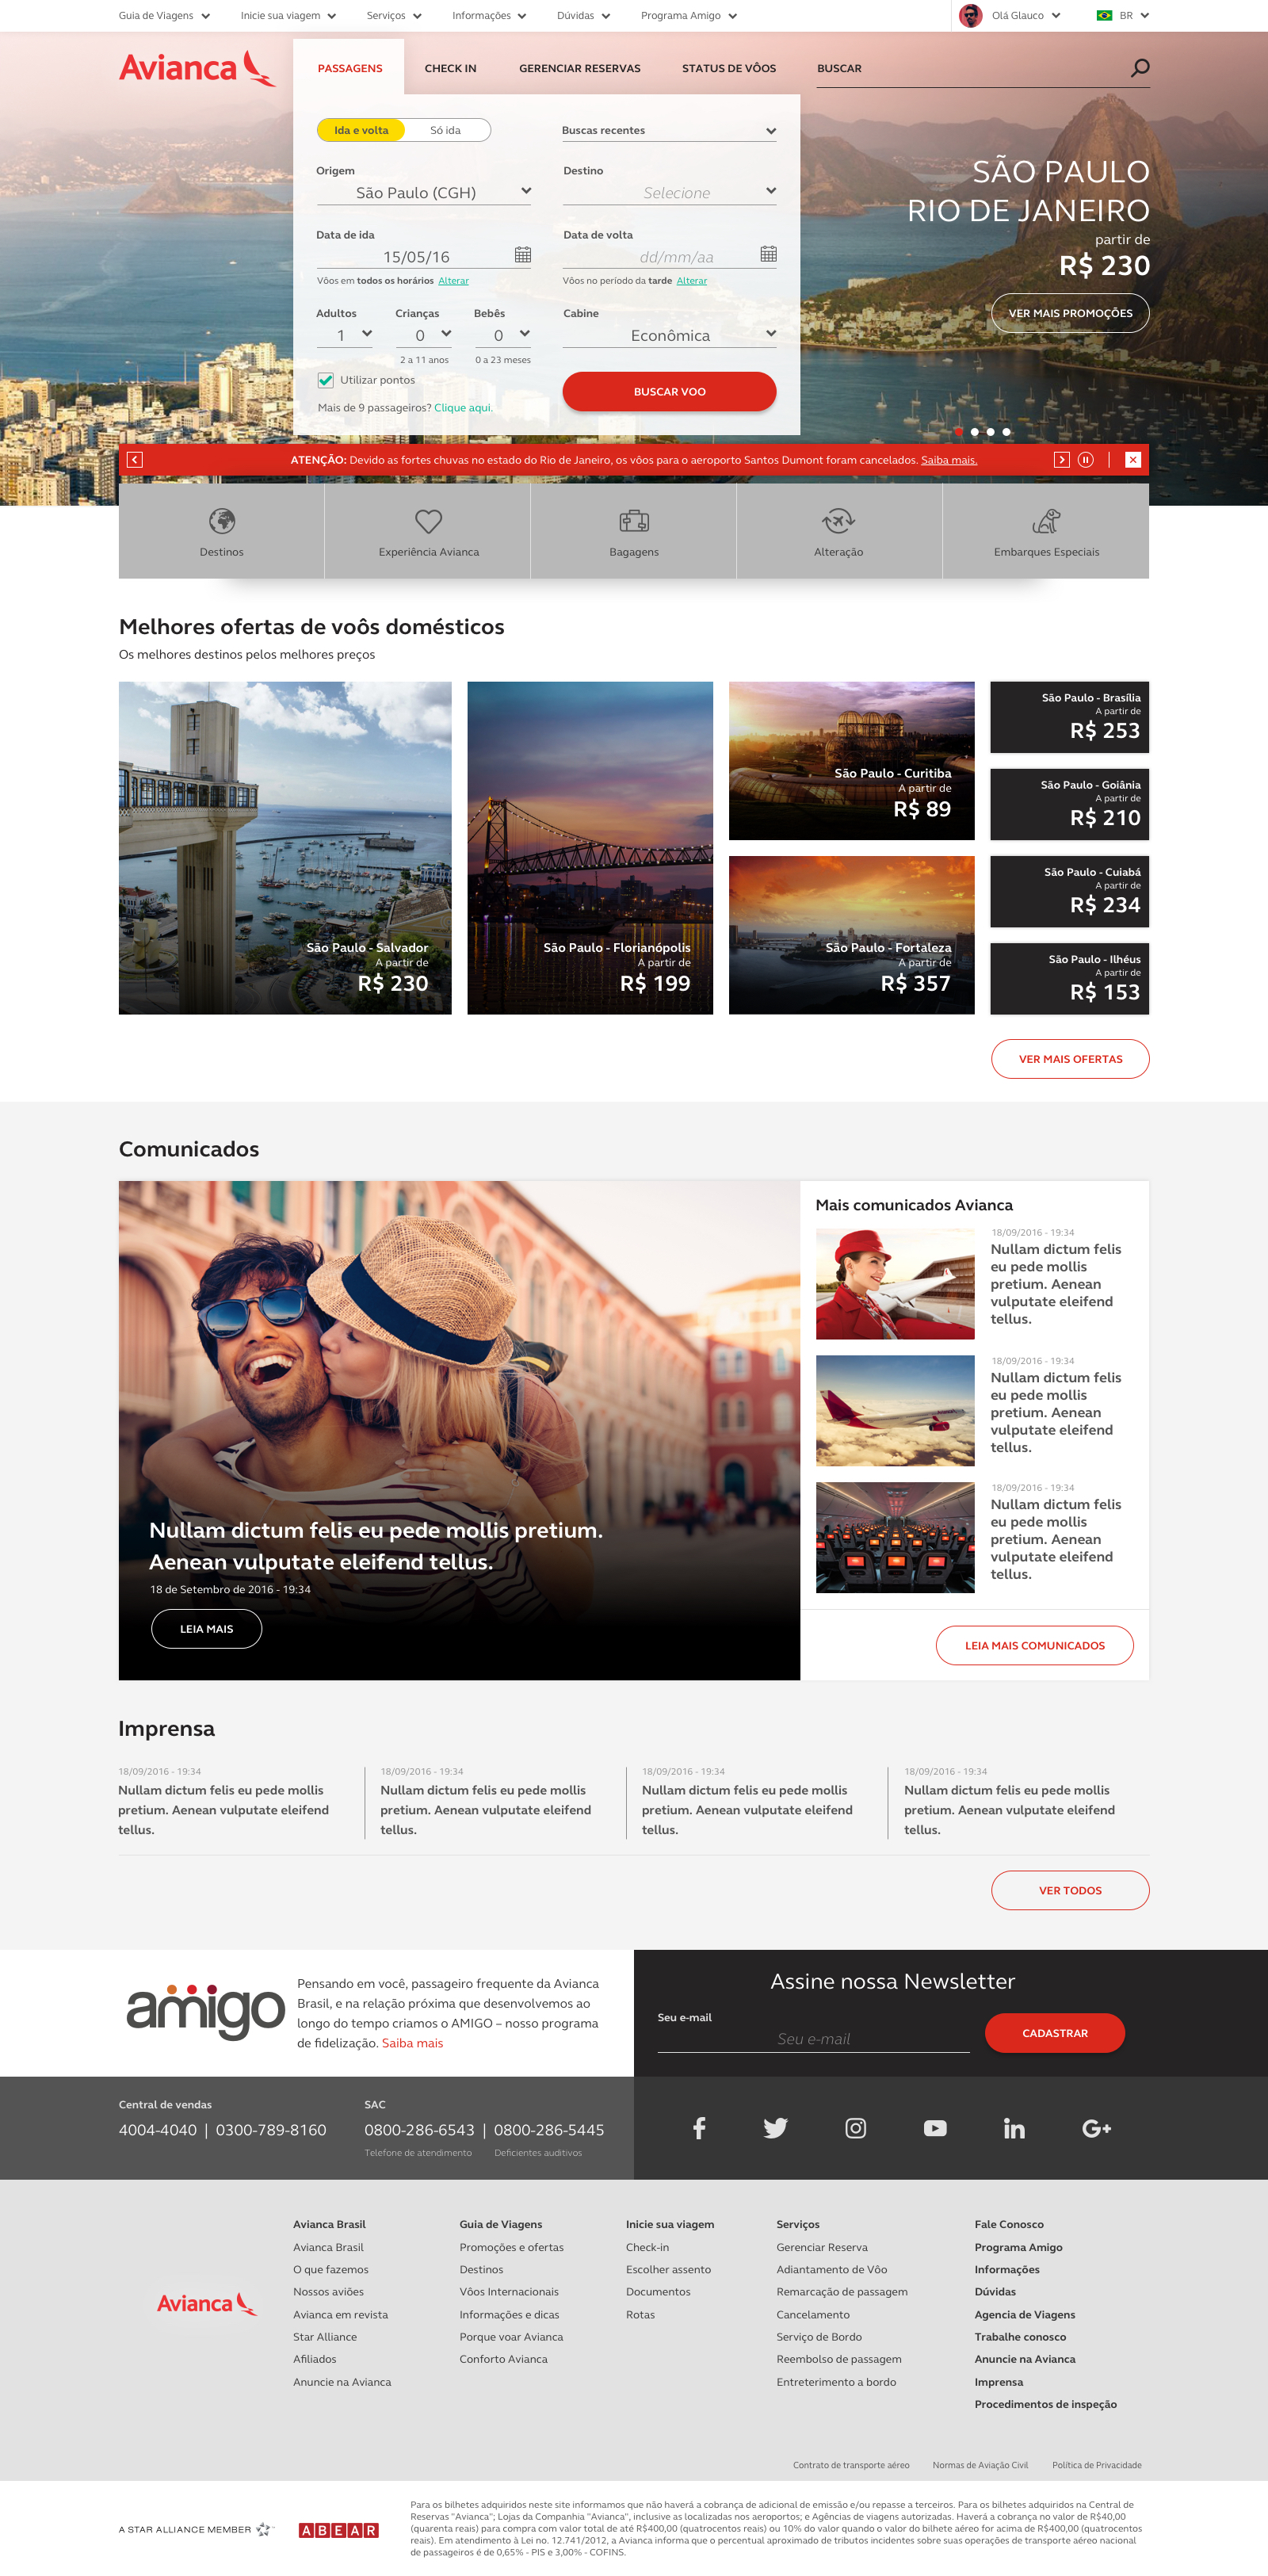 Guia de Viagens Inicie sua viagem Serviços Informações Dúvidas Programa Amigo Olá Glauco BR
Avianca
PASSAGENS CHECK IN GERENCIAR RESERVAS STATUS DE VÔOS BUSCAR
Ida e volta Só ida Buscas recentes
Origem Destino
São Paulo (CGH) Selecione
Data de ida Data de volta
15/05/16 dd/mm/aa
Vôos em todos os horários Alterar Vôos no período da tarde Alterar
Adultos Crianças Bebês Cabine
1 0 0 Econômica
2 a 11 anos 0 a 23 meses
Utilizar pontos
Mais de 9 passageiros? Clique aqui.
BUSCAR VOO
SÃO PAULO
RIO DE JANEIRO
partir de
R$ 230
VER MAIS PROMOÇÕES
ATENÇÃO: Devido as fortes chuvas no estado do Rio de Janeiro, os vôos para o aeroporto Santos Dumont foram cancelados. Saiba mais.
Destinos Experiência Avianca Bagagens Alteração Embarques Especiais
Melhores ofertas de voôs domésticos
Os melhores destinos pelos melhores preços
São Paulo - Salvador
A partir de
R$ 230
São Paulo - Florianópolis
A partir de
R$ 199
São Paulo - Curitiba
A partir de
R$ 89
São Paulo - Fortaleza
A partir de
R$ 357
São Paulo - Brasília
A partir de
R$ 253
São Paulo - Goiânia
A partir de
R$ 210
São Paulo - Cuiabá
A partir de
R$ 234
São Paulo - Ilhéus
A partir de
R$ 153
VER MAIS OFERTAS
Comunicados
Nullam dictum felis eu pede mollis pretium.
Aenean vulputate eleifend tellus.
18 de Setembro de 2016 - 19:34
LEIA MAIS
Mais comunicados Avianca
18/09/2016 - 19:34
Nullam dictum felis
eu pede mollis
pretium. Aenean
vulputate eleifend
tellus.
18/09/2016 - 19:34
Nullam dictum felis
eu pede mollis
pretium. Aenean
vulputate eleifend
tellus.
18/09/2016 - 19:34
Nullam dictum felis
eu pede mollis
pretium. Aenean
vulputate eleifend
tellus.
LEIA MAIS COMUNICADOS
Imprensa
18/09/2016 - 19:34
Nullam dictum felis eu pede mollis
pretium. Aenean vulputate eleifend
tellus.
18/09/2016 - 19:34
Nullam dictum felis eu pede mollis
pretium. Aenean vulputate eleifend
tellus.
18/09/2016 - 19:34
Nullam dictum felis eu pede mollis
pretium. Aenean vulputate eleifend
tellus.
18/09/2016 - 19:34
Nullam dictum felis eu pede mollis
pretium. Aenean vulputate eleifend
tellus.
VER TODOS
amigo
Pensando em você, passageiro frequente da Avianca
Brasil, e na relação próxima que desenvolvemos ao
longo do tempo criamos o AMIGO – nosso programa
de fidelização. Saiba mais
Assine nossa Newsletter
Seu e-mail
Seu e-mail
CADASTRAR
Central de vendas
4004-4040 | 0300-789-8160
SAC
0800-286-6543 | 0800-286-5445
Telefone de atendimento Deficientes auditivos
Avianca
Avianca Brasil
Avianca Brasil
O que fazemos
Nossos aviões
Avianca em revista
Star Alliance
Afiliados
Anuncie na Avianca
Guia de Viagens
Promoções e ofertas
Destinos
Vôos Internacionais
Informações e dicas
Porque voar Avianca
Conforto Avianca
Inicie sua viagem
Check-in
Escolher assento
Documentos
Rotas
Serviços
Gerenciar Reserva
Adiantamento de Vôo
Remarcação de passagem
Cancelamento
Serviço de Bordo
Reembolso de passagem
Entreterimento a bordo
Fale Conosco
Programa Amigo
Informações
Dúvidas
Agencia de Viagens
Trabalhe conosco
Anuncie na Avianca
Imprensa
Procedimentos de inspeção
Contrato de transporte aéreo Normas de Aviação Civil Política de Privacidade
A STAR ALLIANCE MEMBER
ABEAR
Para os bilhetes adquiridos neste site informamos que não haverá a cobrança de adicional de emissão e/ou repasse a terceiros. Para os bilhetes adquiridos na Central de
Reservas "Avianca"; Lojas da Companhia "Avianca", inclusive as localizadas nos aeroportos; e Agências de viagens autorizadas. Haverá a cobrança no valor de R$40,00
(quarenta reais) para compra com valor total de até R$400,00 (quatrocentos reais) ou 10% do valor quando o valor do bilhete aéreo for acima de R$400,00 (quatrocentos
reais). Em atendimento à Lei no. 12.741/2012, a Avianca informa que o percentual aproximado de tributos incidentes sobre suas operações de transporte aéreo nacional
de passageiros é de 0,65% - PIS e 3,00% - COFINS.